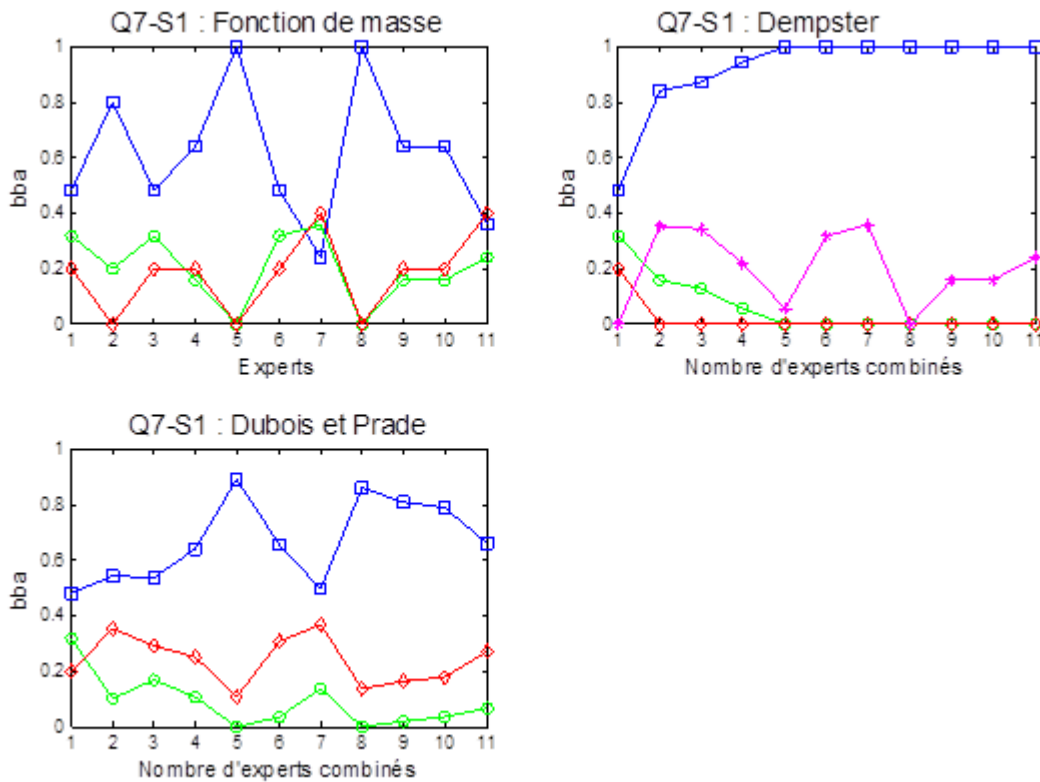 Q7-S1 : Fonction de masse
1
0.8
0.6
0.4
0.2
0
bba
1 2 3 4 5 6 7 8 9 10 11
Experts
Q7-S1 : Dempster
1
0.8
0.6
0.4
0.2
0
bba
1 2 3 4 5 6 7 8 9 10 11
Nombre d'experts combinés
Q7-S1 : Dubois et Prade
1
0.8
0.6
0.4
0.2
0
bba
1 2 3 4 5 6 7 8 9 10 11
Nombre d'experts combinés